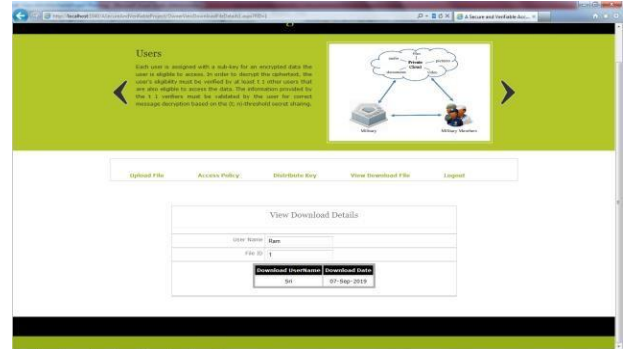 A Secure and Verifiable Acc...
Users
Each user is assigned with a sub-key for an encrypted data the
user is eligible to access. In order to decrypt the ciphertext, the
user's eligibility must be verified by at least t-1 other users that
are also eligible to access the data. The information provided by
the t-1 verifiers must be validated by the user for correct
message decryption based on the (t, n)-threshold secret sharing.
Private
Cloud
Military
Military Members
Upload File
Access Policy
Distribute Key
View Download File
Logout
View Download Details
User Name Ram
File ID 1
Download UserName Download Date
Sri 07-Sep-2019